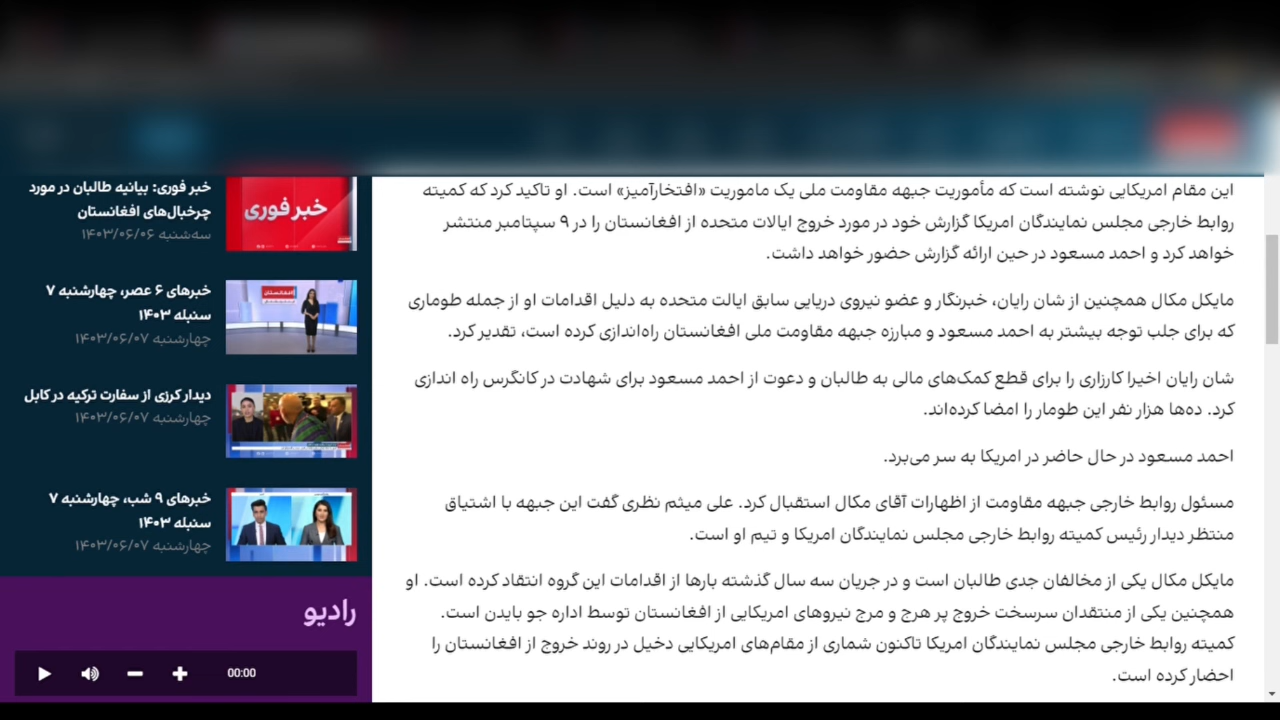 این مقام امریکایی نوشته است که مأموریت جبهه مقاومت ملی یک ماموریت «افتخارآمیز» است. او تاکید کرد که کمیته
روابط خارجی مجلس نمایندگان امریکا گزارش خود در مورد خروج ایالات متحده از افغانستان را در ۹ سپتامبر منتشر
خواهد کرد و احمد مسعود در حین ارائه گزارش حضور خواهد داشت.
مایکل مکال همچنین از شان رایان، خبرنگار و عضو نیروی دریایی سابق ایالت متحده به دلیل اقدامات او از جمله طوماری
که برای جلب توجه بیشتر به احمد مسعود و مبارزه جبهه مقاومت ملی افغانستان راه‌اندازی کرده است، تقدیر کرد.
شان رایان اخیرا کارزاری را برای قطع کمک‌های مالی به طالبان و دعوت از احمد مسعود برای شهادت در کانگرس راه اندازی
کرد. ده‌ها هزار نفر این طومار را امضا کرده‌اند.
احمد مسعود در حال حاضر در امریکا به سر می‌برد.
مسئول روابط خارجی جبهه مقاومت از اظهارات آقای مکال استقبال کرد. علی میثم نظری گفت این جبهه با اشتیاق
منتظر دیدار رئیس کمیته روابط خارجی مجلس نمایندگان امریکا و تیم او است.
مایکل مکال یکی از مخالفان جدی طالبان است و در جریان سه سال گذشته بارها از اقدامات این گروه انتقاد کرده است. او
همچنین یکی از منتقدان سرسخت خروج پر هرج و مرج نیروهای امریکایی از افغانستان توسط اداره جو بایدن است.
کمیته روابط خارجی مجلس نمایندگان امریکا تاکنون شماری از مقام‌های امریکایی دخیل در روند خروج از افغانستان را
احضار کرده است.
خبر فوری
خبر فوری: بیانیه طالبان در مورد
چرخبال‌های افغانستان
سه‌شنبه ۱۴۰۳/۰۶/۰۶
خبرهای ۶ عصر، چهارشنبه ۷
سنبله ۱۴۰۳
چهارشنبه ۱۴۰۳/۰۶/۰۷
دیدار کرزی از سفارت ترکیه در کابل
چهارشنبه ۱۴۰۳/۰۶/۰۷
خبرهای ۹ شب، چهارشنبه ۷
سنبله ۱۴۰۳
چهارشنبه ۱۴۰۳/۰۶/۰۷
رادیو
00:00